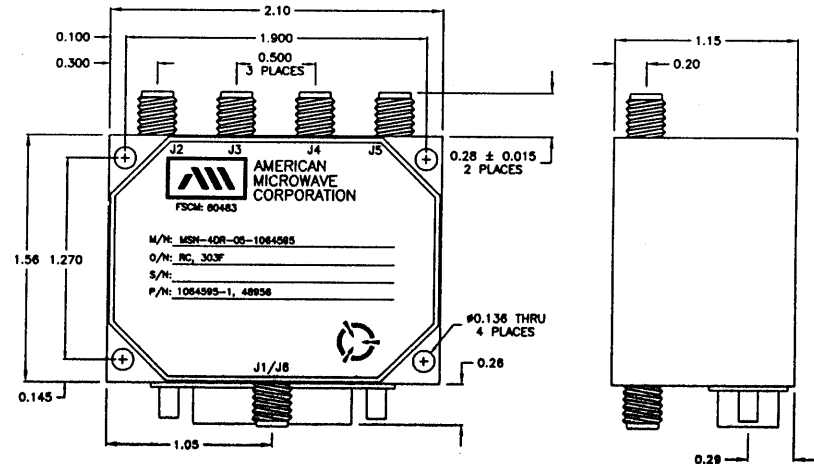 2.10
0.100
1.900
0.300
0.500
3 PLACES
1.15
0.20
J2 J3 J4 J5
0.28 ± 0.015
2 PLACES
AMERICAN
MICROWAVE
CORPORATION
FSCM: 60483
M/N: MSN-4DR-05-1064595
O/N: RC, 303F
S/N:
P/N: 1064595-1, 48956
1.56 1.270
ø0.136 THRU
4 PLACES
J1/J6
0.26
0.145
1.05
0.29